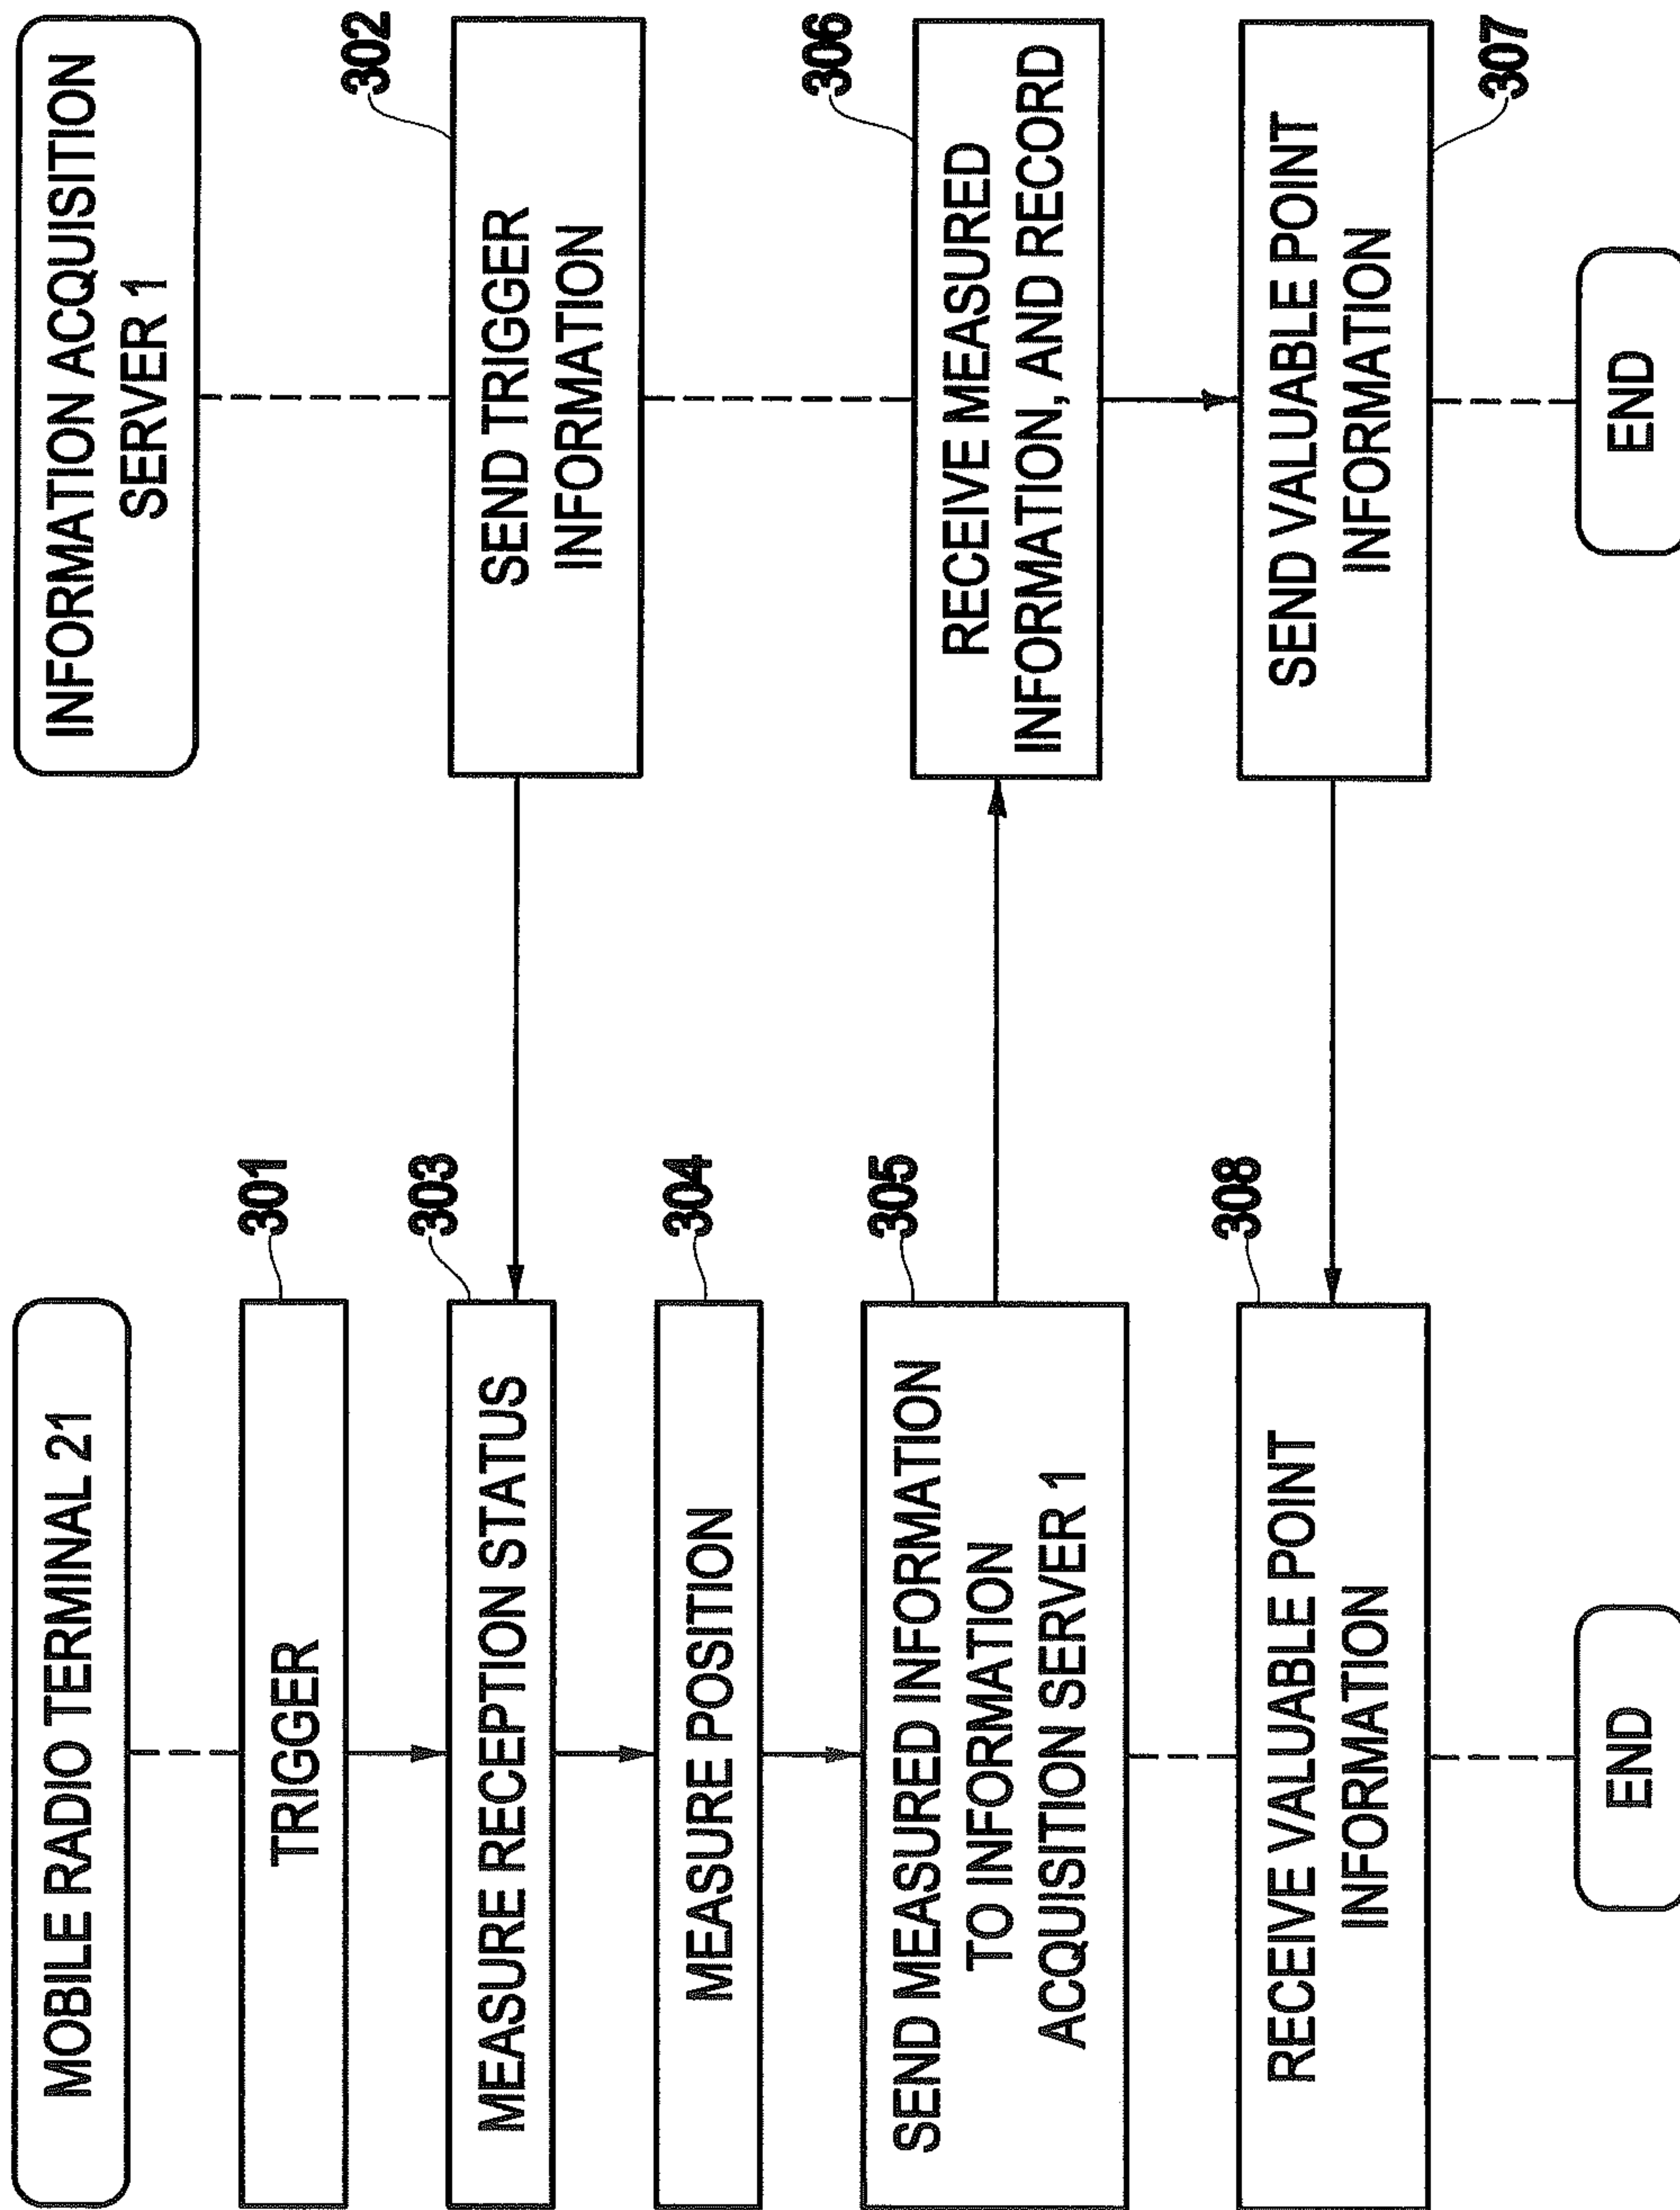 MOBILE RADIO TERMINAL 21
INFORMATION ACQUISITION
SERVER 1
301
TRIGGER
302
SEND TRIGGER
INFORMATION
303
MEASURE RECEPTION STATUS
304
MEASURE POSITION
305
SEND MEASURED INFORMATION
TO INFORMATION
ACQUISITION SERVER 1
306
RECEIVE MEASURED
INFORMATION, AND RECORD
307
SEND VALUABLE POINT
INFORMATION
308
RECEIVE VALUABLE POINT
INFORMATION
END
END